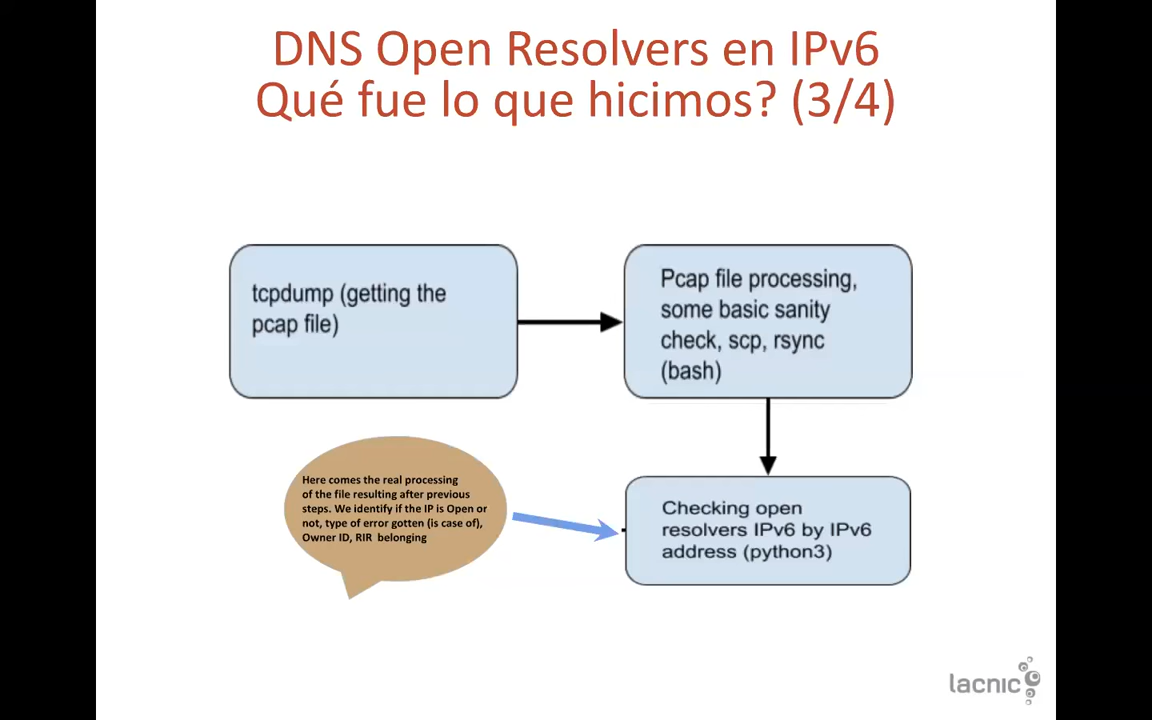 DNS Open Resolvers en IPv6
Qué fue lo que hicimos? (3/4)
tcpdump (getting the
pcap file)
Pcap file processing,
some basic sanity
check, scp, rsync
(bash)
Here comes the real processing
of the file resulting after previous
steps. We identify if the IP is Open or
not, type of error gotten (is case of),
Owner ID, RIR belonging
Checking open
resolvers IPv6 by IPv6
address (python3)
lacnic